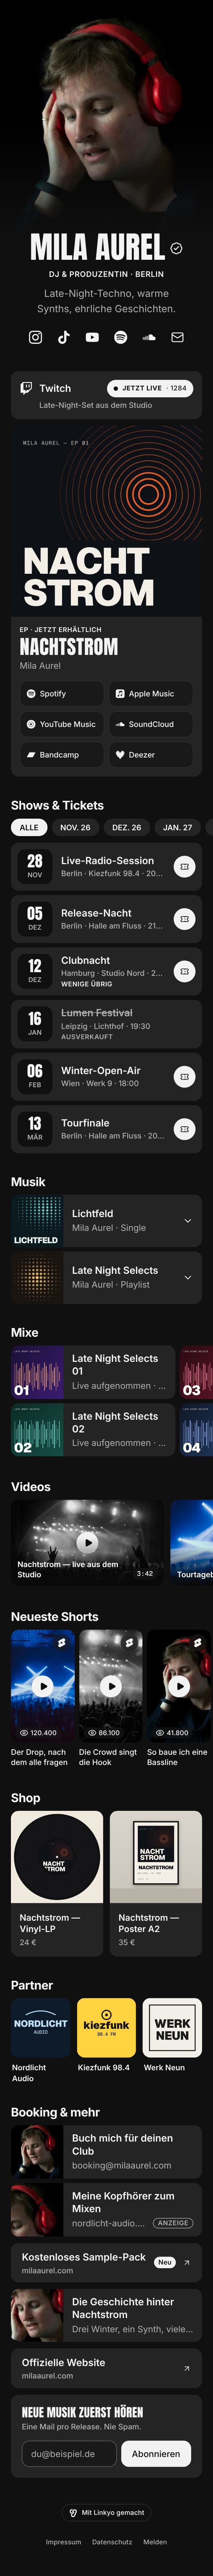 MILA AUREL
DJ & PRODUZENTIN · BERLIN
Late-Night-Techno, warme
Synths, ehrliche Geschichten.
Twitch
JETZT LIVE · 1284
Late-Night-Set aus dem Studio
MILA AUREL — EP 01
NACHT
STROM
EP · JETZT ERHÄLTLICH
NACHTSTROM
Mila Aurel
Spotify
Apple Music
YouTube Music
SoundCloud
Bandcamp
Deezer
Shows & Tickets
ALLE
NOV. 26
DEZ. 26
JAN. 27
28
NOV
Live-Radio-Session
Berlin · Kiezfunk 98.4 · 20...
05
DEZ
Release-Nacht
Berlin · Halle am Fluss · 21...
12
DEZ
Clubnacht
Hamburg · Studio Nord · 2...
WENIGE ÜBRIG
16
JAN
Lumen Festival
Leipzig · Lichthof · 19:30
AUSVERKAUFT
06
FEB
Winter-Open-Air
Wien · Werk 9 · 18:00
13
MÄR
Tourfinale
Berlin · Halle am Fluss · 20...
Musik
LICHTFELD
Lichtfeld
Mila Aurel · Single
Late Night Selects
Mila Aurel · Playlist
Mixe
01
Late Night Selects
01
Live aufgenommen · ...
03
02
Late Night Selects
02
Live aufgenommen · ...
04
Videos
Nachtstrom — live aus dem
Studio
3:42
Tourtageb
Neueste Shorts
120.400
86.100
41.800
Der Drop, nach
dem alle fragen
Die Crowd singt
die Hook
So baue ich eine
Bassline
Shop
NACHT
STROM
NACHT
STROM
NACHTSTROM
Nachtstrom —
Vinyl-LP
24 €
Nachtstrom —
Poster A2
35 €
Partner
NORDLICHT
AUDIO
kiezfunk
98.4 FM
WERK
NEUN
Nordlicht
Audio
Kiezfunk 98.4
Werk Neun
Booking & mehr
Buch mich für deinen
Club
booking@milaaurel.com
Meine Kopfhörer zum
Mixen
nordlicht-audio....
ANZEIGE
Kostenloses Sample-Pack
milaaurel.com
Neu
Die Geschichte hinter
Nachtstrom
Drei Winter, ein Synth, viele...
Offizielle Website
milaaurel.com
NEUE MUSIK ZUERST HÖREN
Eine Mail pro Release. Nie Spam.
du@beispiel.de
Abonnieren
Mit Linkyo gemacht
Impressum
Datenschutz
Melden